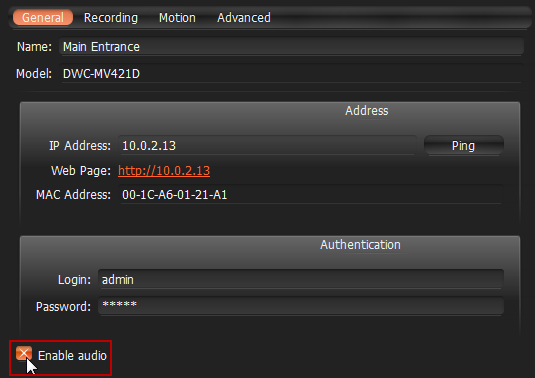 General Recording Motion Advanced
Name: Main Entrance
Model: DWC-MV421D
Address
IP Address: 10.0.2.13 Ping
Web Page: http://10.0.2.13
MAC Address: 00-1C-A6-01-21-A1
Authentication
Login: admin
Password: *****
Enable audio